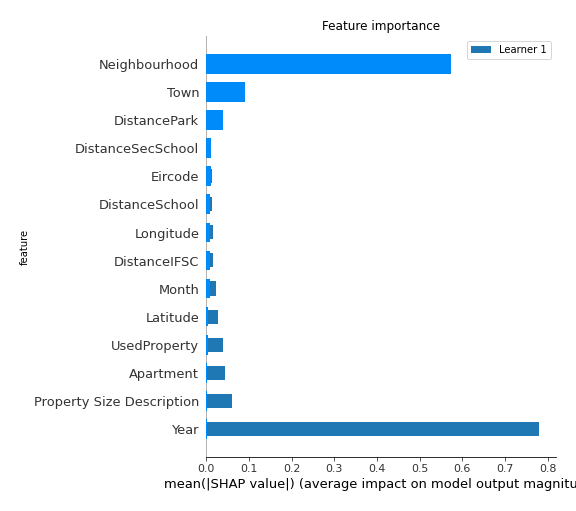 Feature importance
Learner 1
Neighbourhood
Town
DistancePark
DistanceSecSchool
Eircode
DistanceSchool
Longitude
DistanceIFSC
Month
Latitude
UsedProperty
Apartment
Property Size Description
Year
feature
0.0 0.1 0.2 0.3 0.4 0.5 0.6 0.7 0.8
mean(|SHAP value|) (average impact on model output magnitu